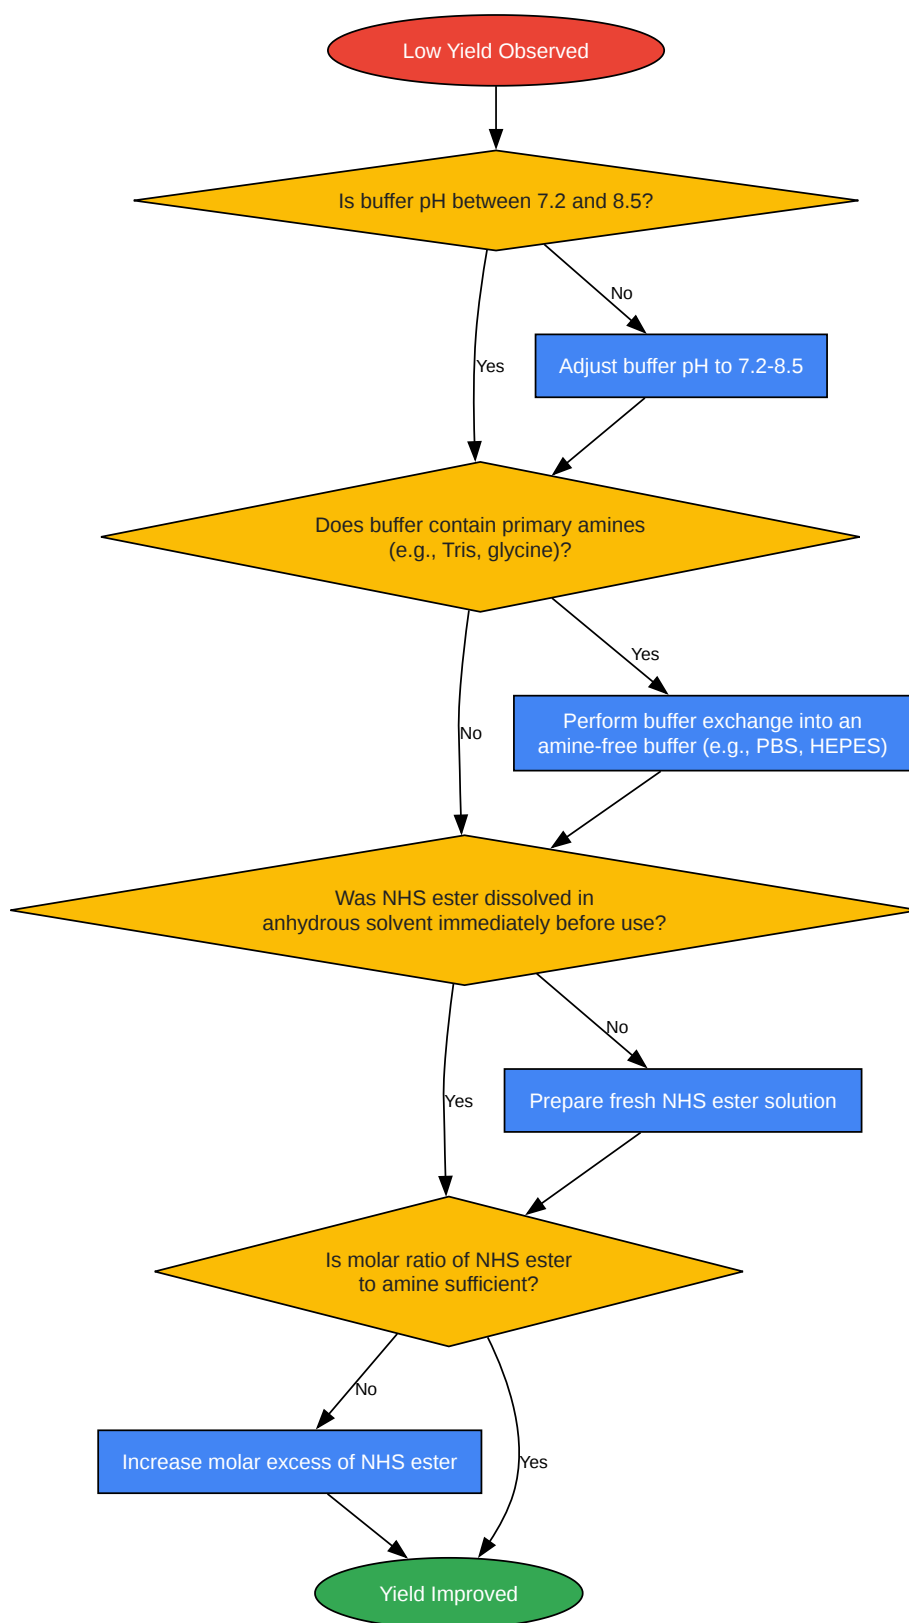 Low Yield Observed
Is buffer pH between 7.2 and 8.5?
No
Yes
Adjust buffer pH to 7.2-8.5
Does buffer contain primary amines
(e.g., Tris, glycine)?
Yes
No
Perform buffer exchange into an
amine-free buffer (e.g., PBS, HEPES)
Was NHS ester dissolved in
anhydrous solvent immediately before use?
No
Yes
Prepare fresh NHS ester solution
Is molar ratio of NHS ester
to amine sufficient?
No
Increase molar excess of NHS ester
Yes
Yield Improved